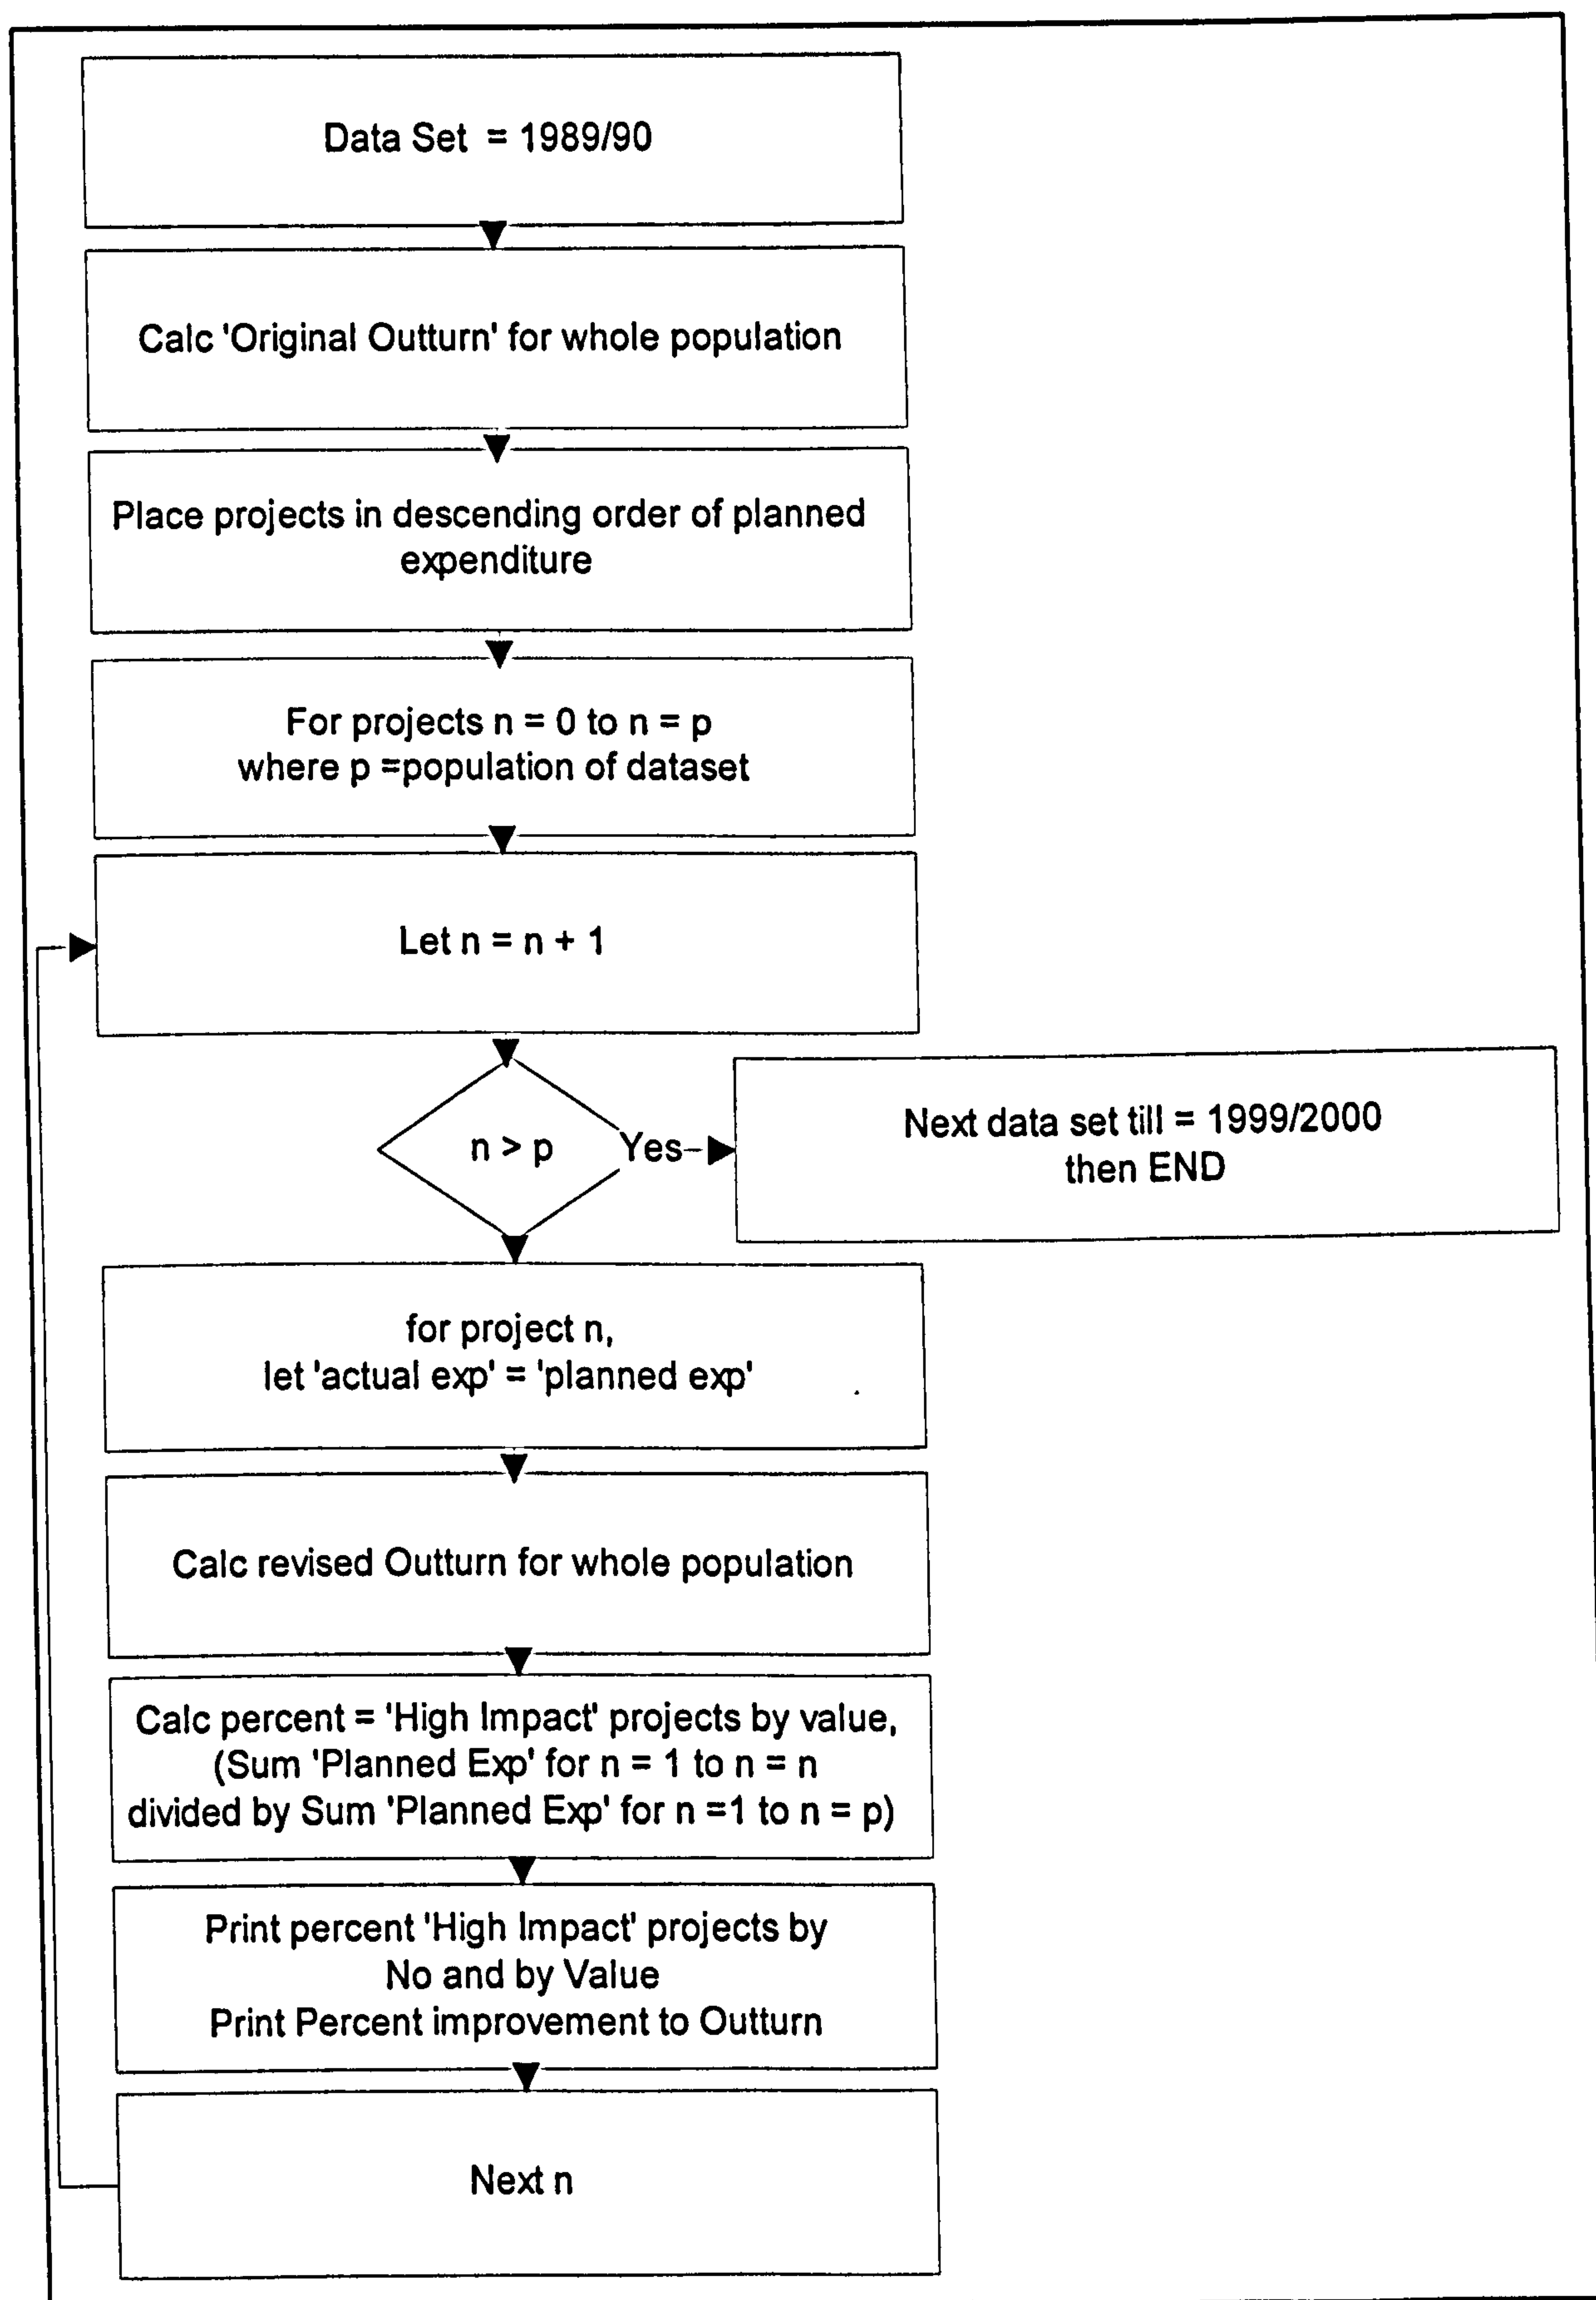 Data Set = 1989/90
Calc 'Original Outturn' for whole population
Place projects in descending order of planned
expenditure
For projects n = 0 to n = p
where p =population of dataset
Let n = n + 1
n > p
Yes
Next data set till = 1999/2000
then END
for project n,
let 'actual exp' = 'planned exp'
Calc revised Outturn for whole population
Calc percent = 'High Impact' projects by value,
(Sum 'Planned Exp' for n = 1 to n = n
divided by Sum 'Planned Exp' for n =1 to n = p)
Print percent 'High Impact' projects by
No and by Value
Print Percent improvement to Outturn
Next n